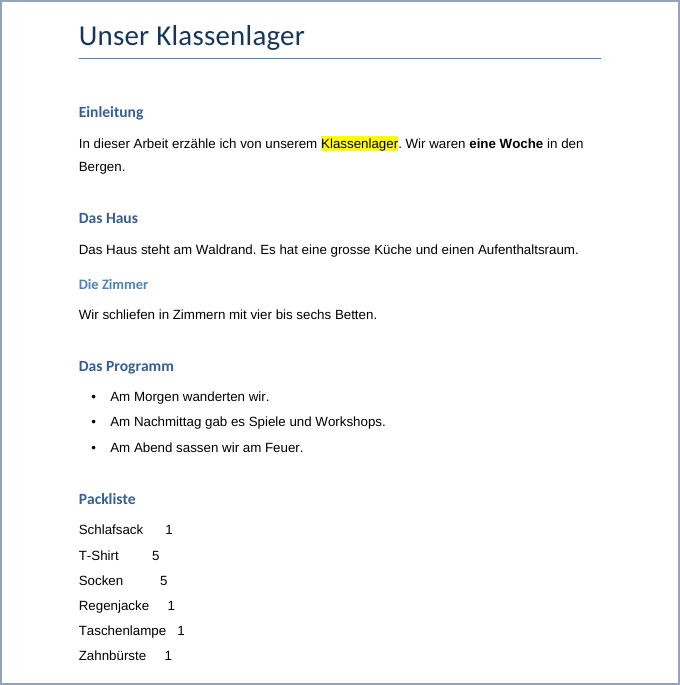 Unser Klassenlager
Einleitung
In dieser Arbeit erzähle ich von unserem Klassenlager. Wir waren eine Woche in den
Bergen.
Das Haus
Das Haus steht am Waldrand. Es hat eine grosse Küche und einen Aufenthaltsraum.
Die Zimmer
Wir schliefen in Zimmern mit vier bis sechs Betten.
Das Programm
• Am Morgen wanderten wir.
• Am Nachmittag gab es Spiele und Workshops.
• Am Abend sassen wir am Feuer.
Packliste
Schlafsack 1
T-Shirt 5
Socken 5
Regenjacke 1
Taschenlampe 1
Zahnbürste 1